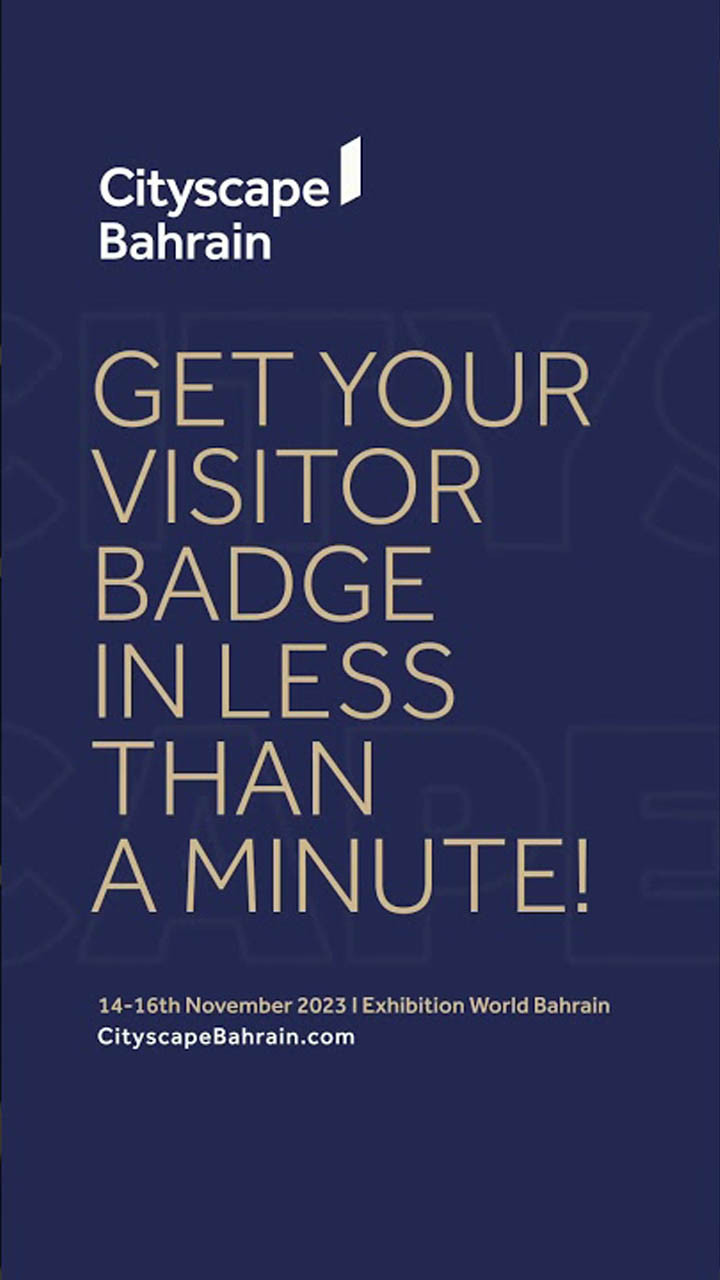 Cityscape
Bahrain
GET YOUR
VISITOR
BADGE
IN LESS
THAN
A MINUTE!
14-16th November 2023 | Exhibition World Bahrain
CityscapeBahrain.com